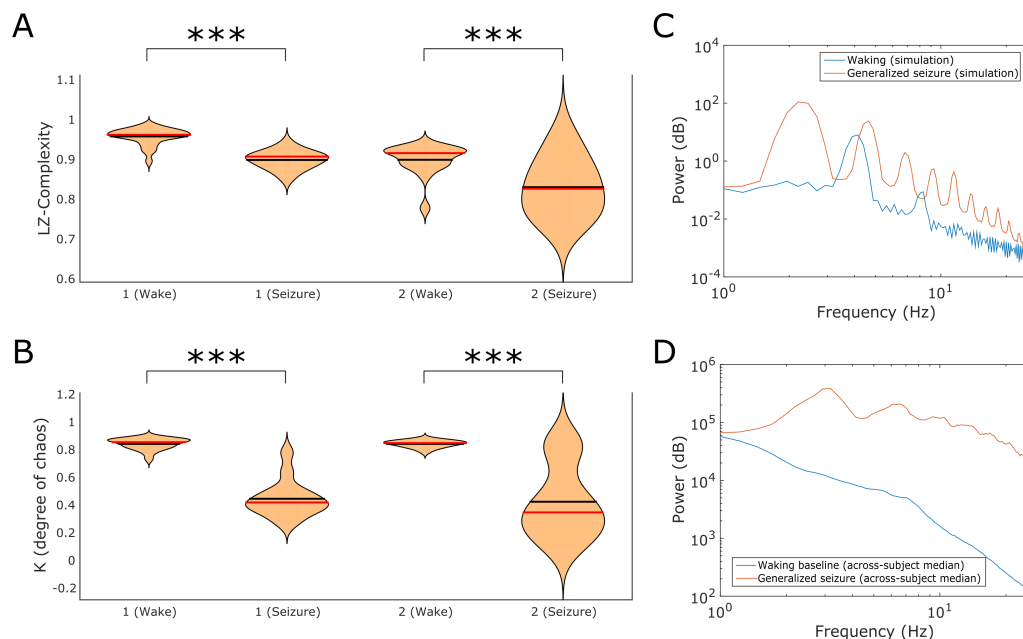 A
***
***
1.1
1
0.9
0.8
0.7
0.6
LZ-Complexity
1 (Wake)
1 (Seizure)
2 (Wake)
2 (Seizure)
B
***
***
1.2
1
0.8
0.6
0.4
0.2
0
-0.2
K (degree of chaos)
1 (Wake)
1 (Seizure)
2 (Wake)
2 (Seizure)
C
10^4
10^2
10^0
10^-2
10^-4
Power (dB)
Waking (simulation)
Generalized seizure (simulation)
10^0
10^1
Frequency (Hz)
D
10^6
10^5
10^4
10^3
10^2
Power (dB)
Waking baseline (across-subject median)
Generalized seizure (across-subject median)
10^0
10^1
Frequency (Hz)